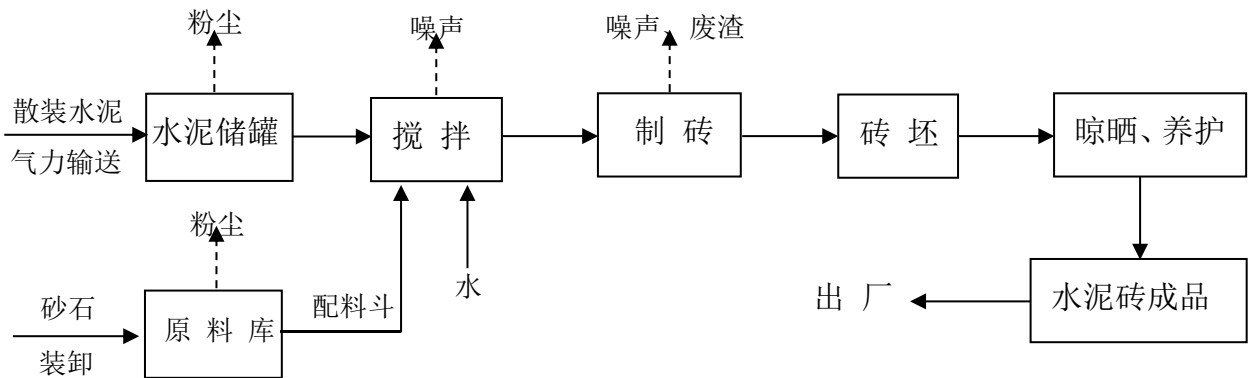 粉尘
噪声
噪声、废渣
散装水泥
气力输送
水泥储罐
搅 拌
制 砖
砖 坯
晾晒、养护
粉尘
砂石
装卸
原 料 库
配料斗
水
出 厂
水泥砖成品